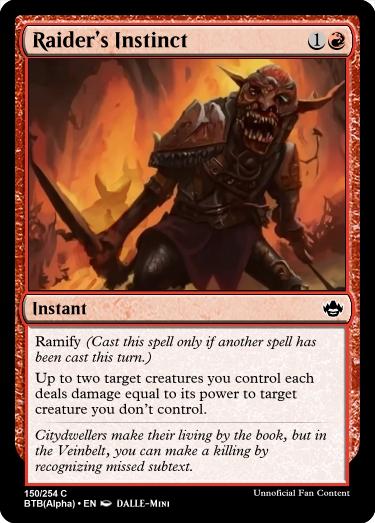 Raider's Instinct 1
Instant
Ramify (Cast this spell only if another spell has
been cast this turn.)
Up to two target creatures you control each
deals damage equal to its power to target
creature you don't control.
Citydwellers make their living by the book, but in
the Veinbelt, you can make a killing by
recognizing missed subtext.
150/254 C
BTB(Alpha) • EN DALLE-MINI
Unnoficial Fan Content